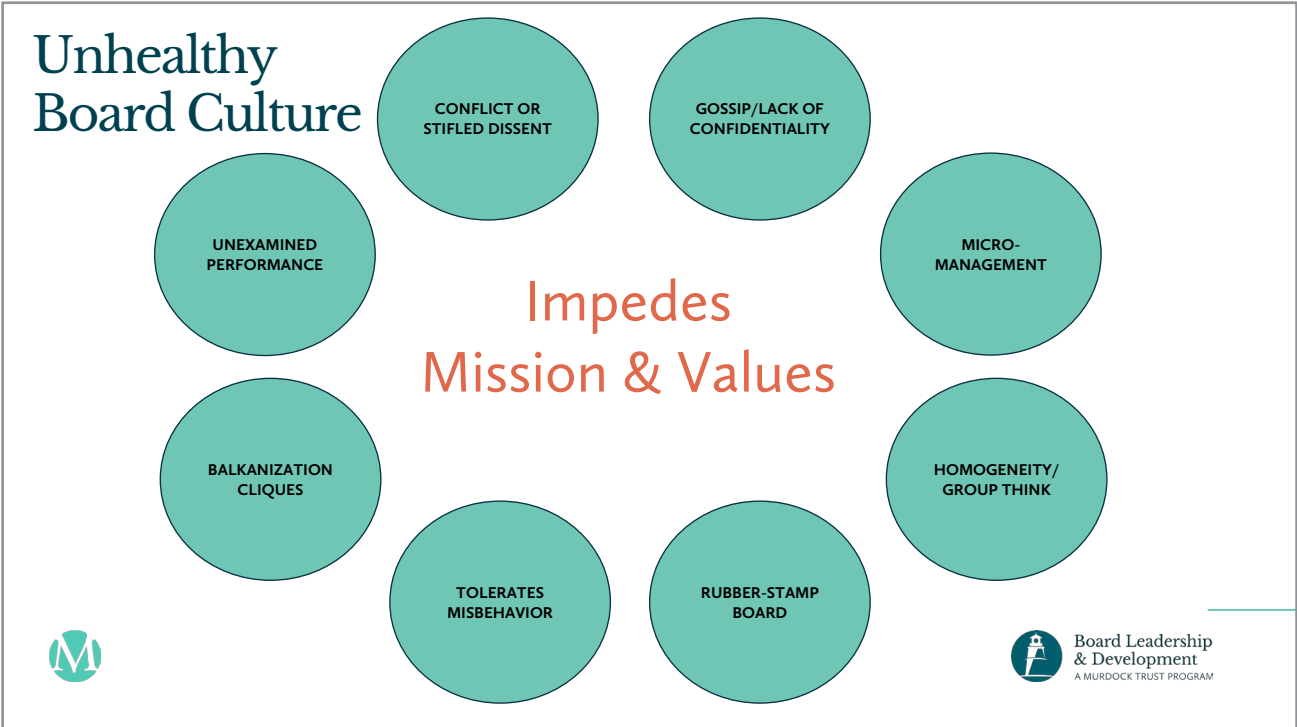 Unhealthy
Board Culture
CONFLICT OR
STIFLED DISSENT
GOSSIP/LACK OF
CONFIDENTIALITY
UNEXAMINED
PERFORMANCE
MICRO-
MANAGEMENT
Impedes
Mission & Values
BALKANIZATION
CLIQUES
HOMOGENEITY/
GROUP THINK
TOLERATES
MISBEHAVIOR
RUBBER-STAMP
BOARD
M
Board Leadership
& Development
A MURDOCK TRUST PROGRAM